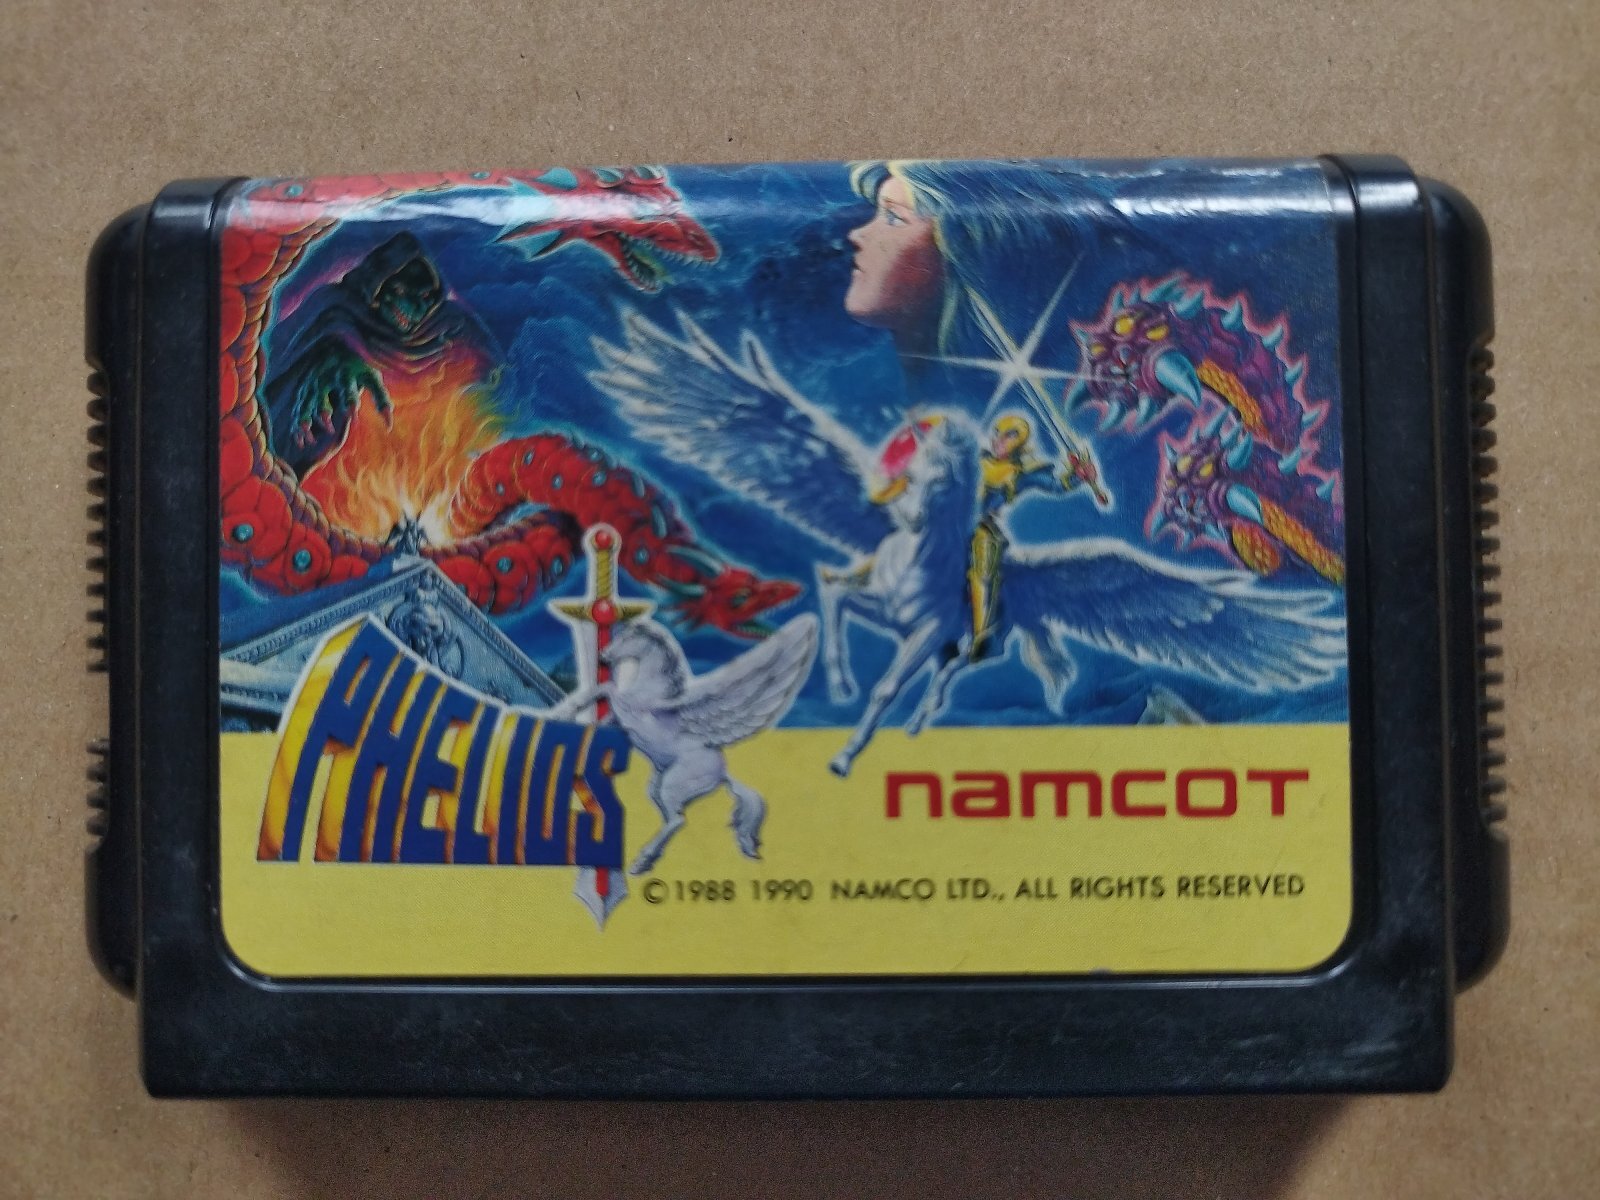 PHELIOS
namcot
©1988 1990 NAMCO LTD., ALL RIGHTS RESERVED